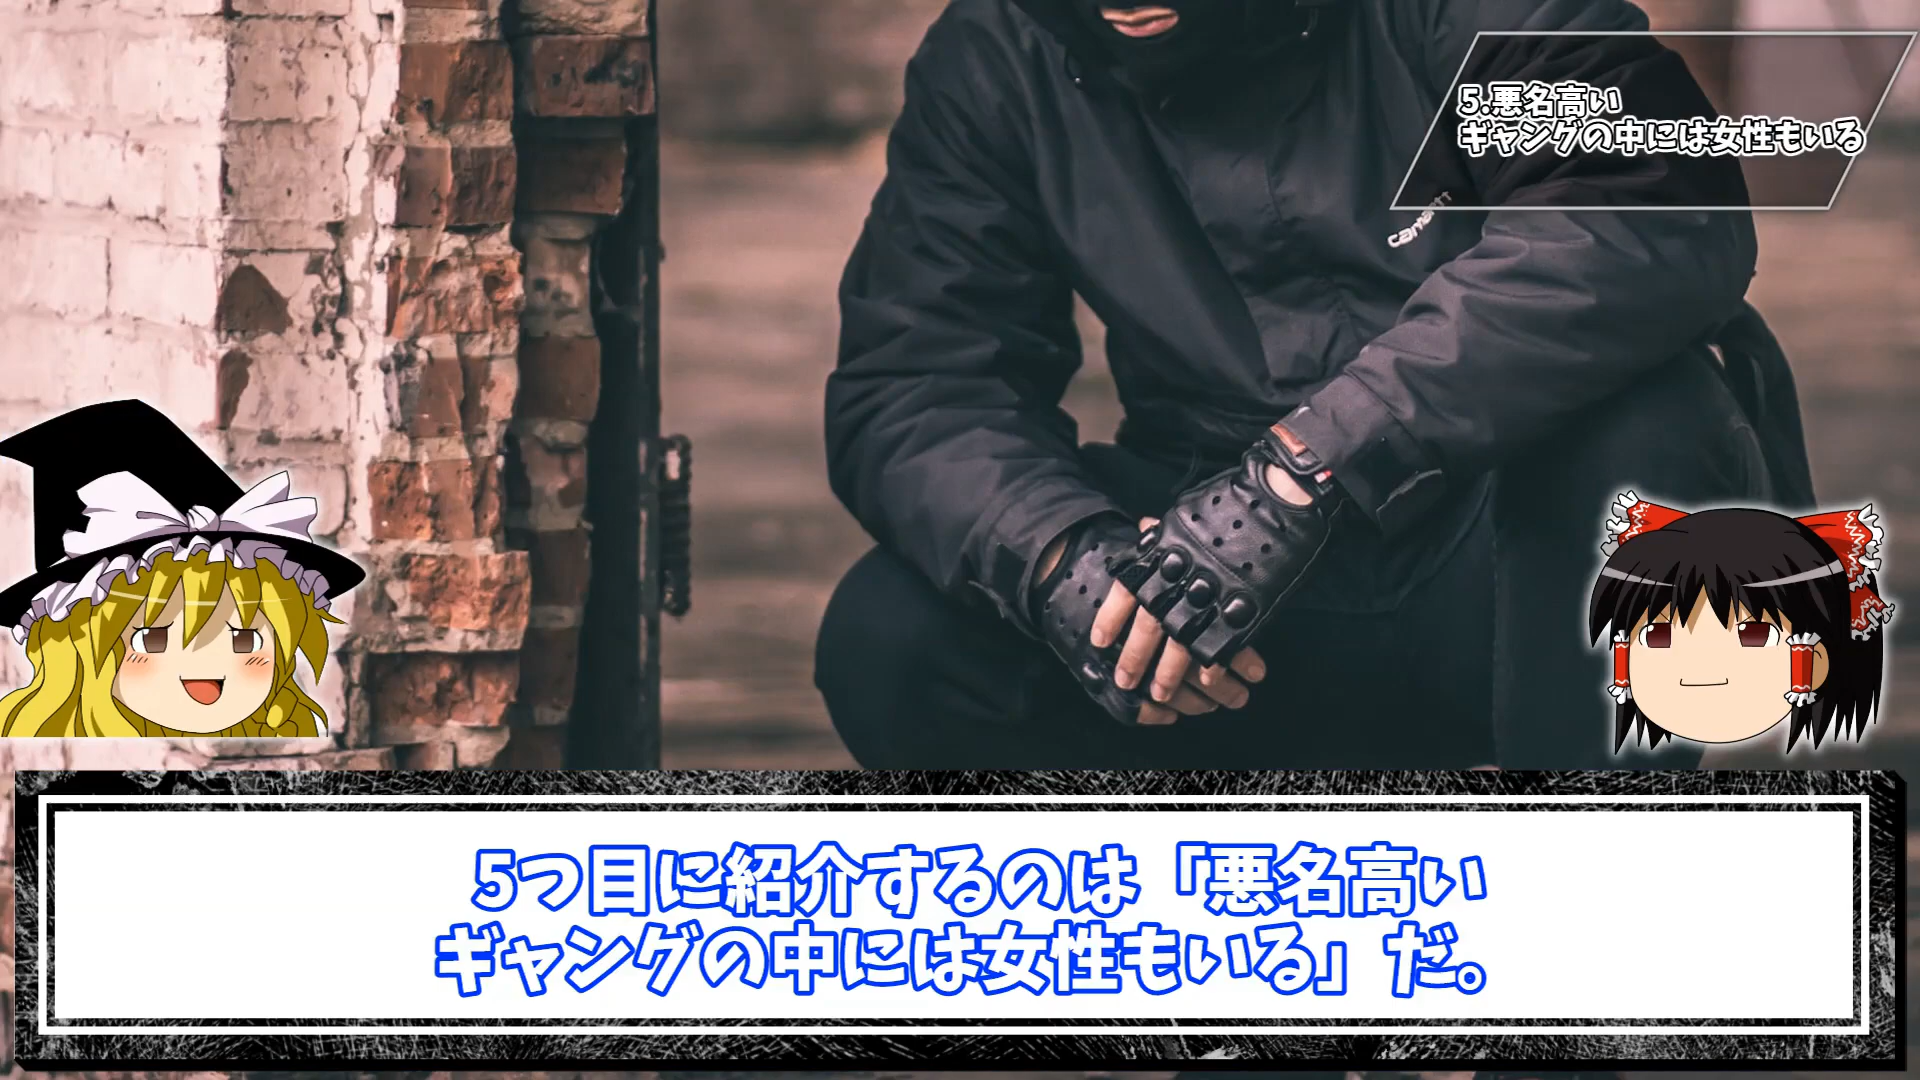 5.悪名高い
ギャングの中には女性もいる
carhartt
5つ目に紹介するのは「悪名高い
ギャングの中には女性もいる」だ。